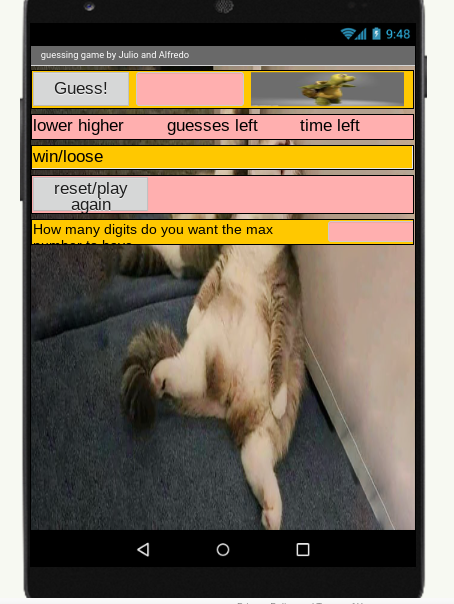 9:48
guessing game by Julio and Alfredo
Guess!
lower higher guesses left time left
win/loose
reset/play
again
How many digits do you want the max
number to have